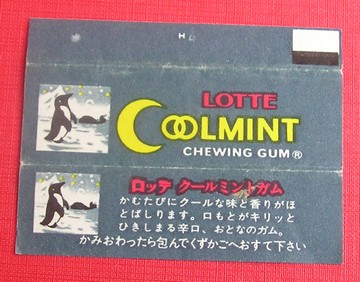 H
LOTTE
COOLMINT
CHEWING GUM®
ロッテ クールミントガム
かむたびにクールな味と香りがほ
とばしります。口もとがキリッと
ひきしまる辛口、おとなのガム。
かみおわったら包んでくずかごへおすて下さい